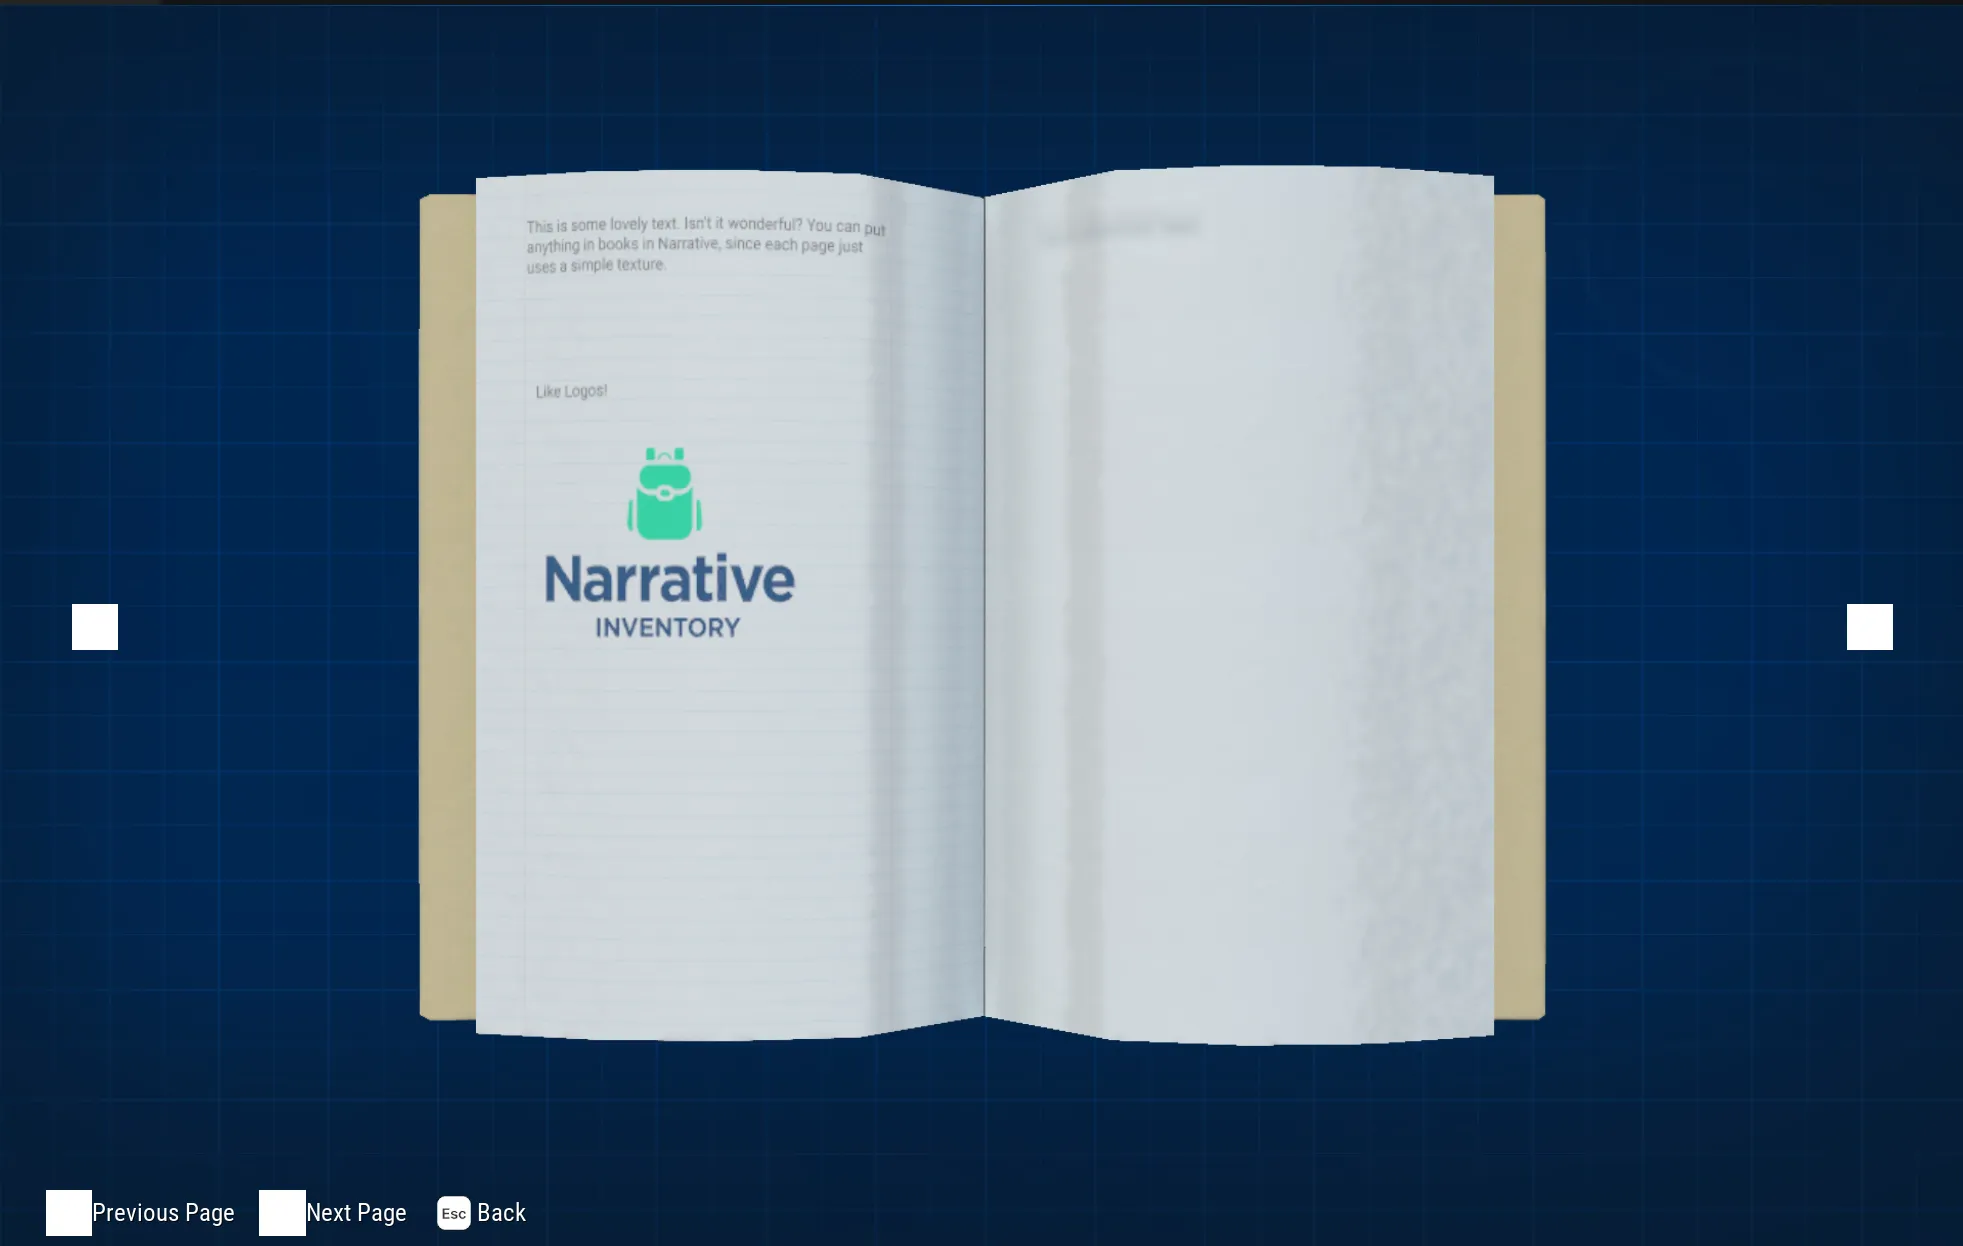 This is some lovely text. Isn't it wonderful? You can put
anything in books in Narrative, since each page just
uses a simple texture.
Like Logos!
Narrative
INVENTORY
Previous Page
Next Page
Esc Back